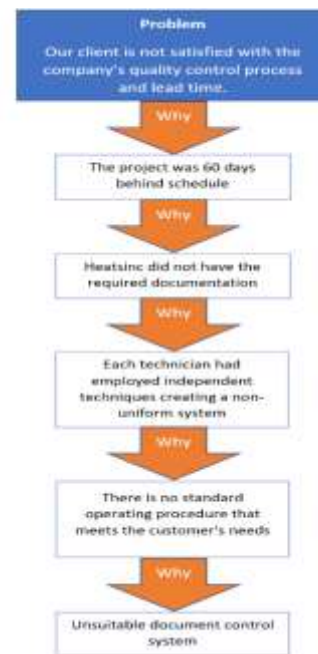 Problem
Our client is not satisfied with the
company's quality control process
and lead time.
Why
The project was 60 days
behind schedule
Why
Heatsinc did not have the
required documentation
Why
Each technician had
employed independent
techniques creating a non-
uniform system
Why
There is no standard
operating procedure that
meets the customer's needs
Why
Unsuitable document control
system